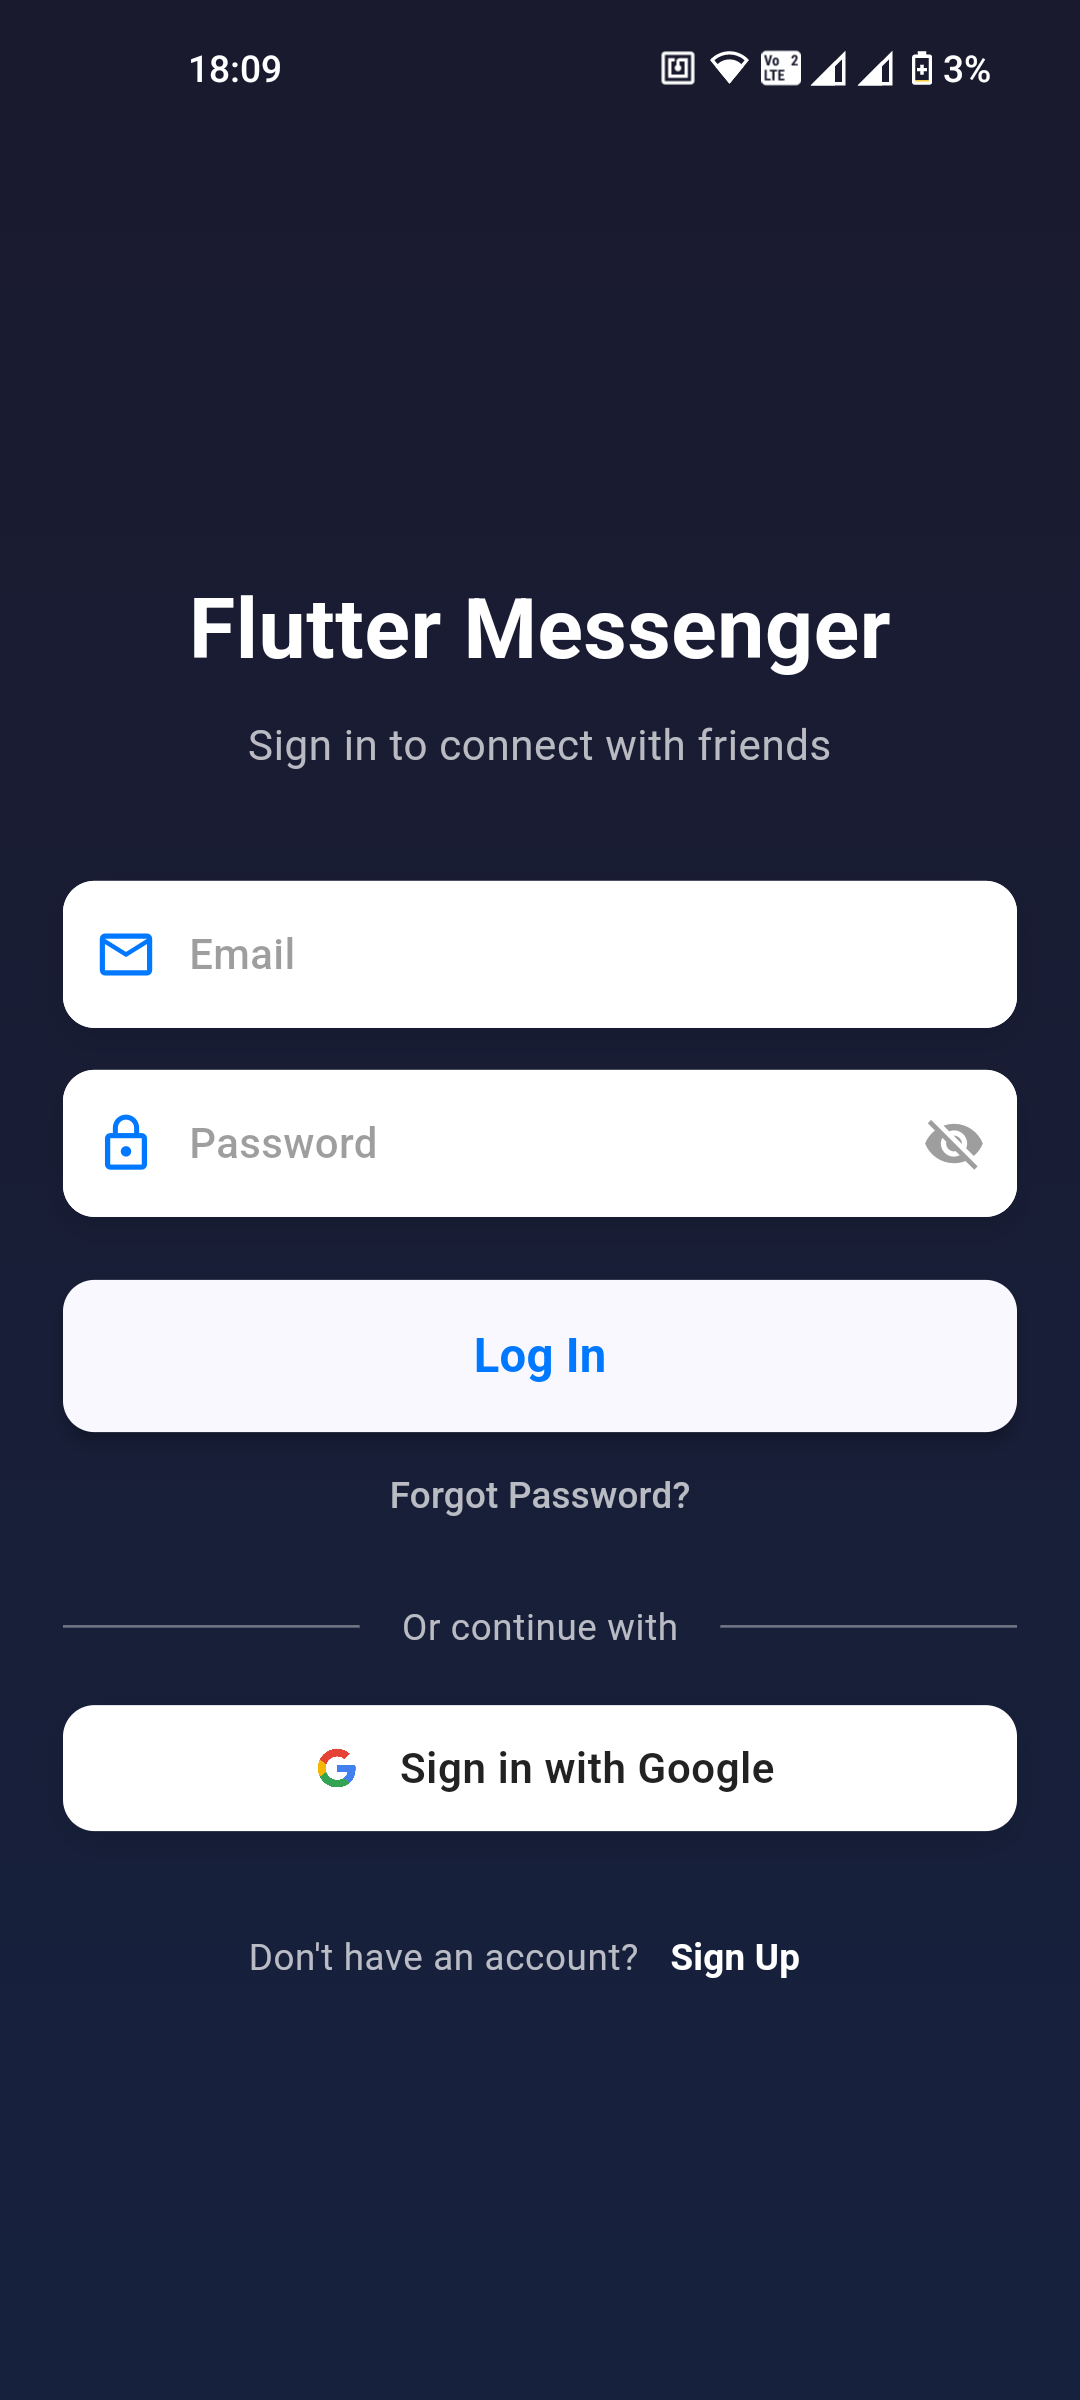 18:09 Vo 2 LTE 3%
Flutter Messenger
Sign in to connect with friends
Email
Password
Log In
Forgot Password?
Or continue with
Sign in with Google
Don't have an account? Sign Up